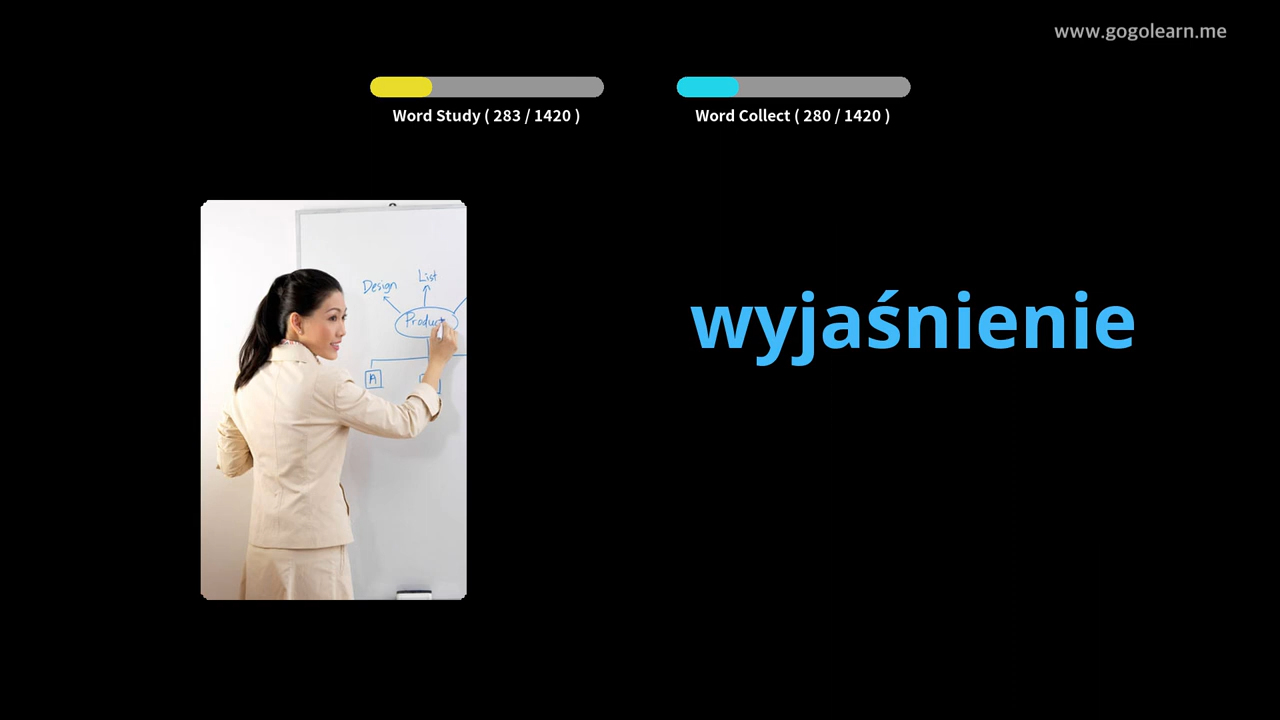 www.gogolearn.me
Word Study ( 283 / 1420 )
Word Collect ( 280 / 1420 )
wyjaśnienie
List
Design
Product
A